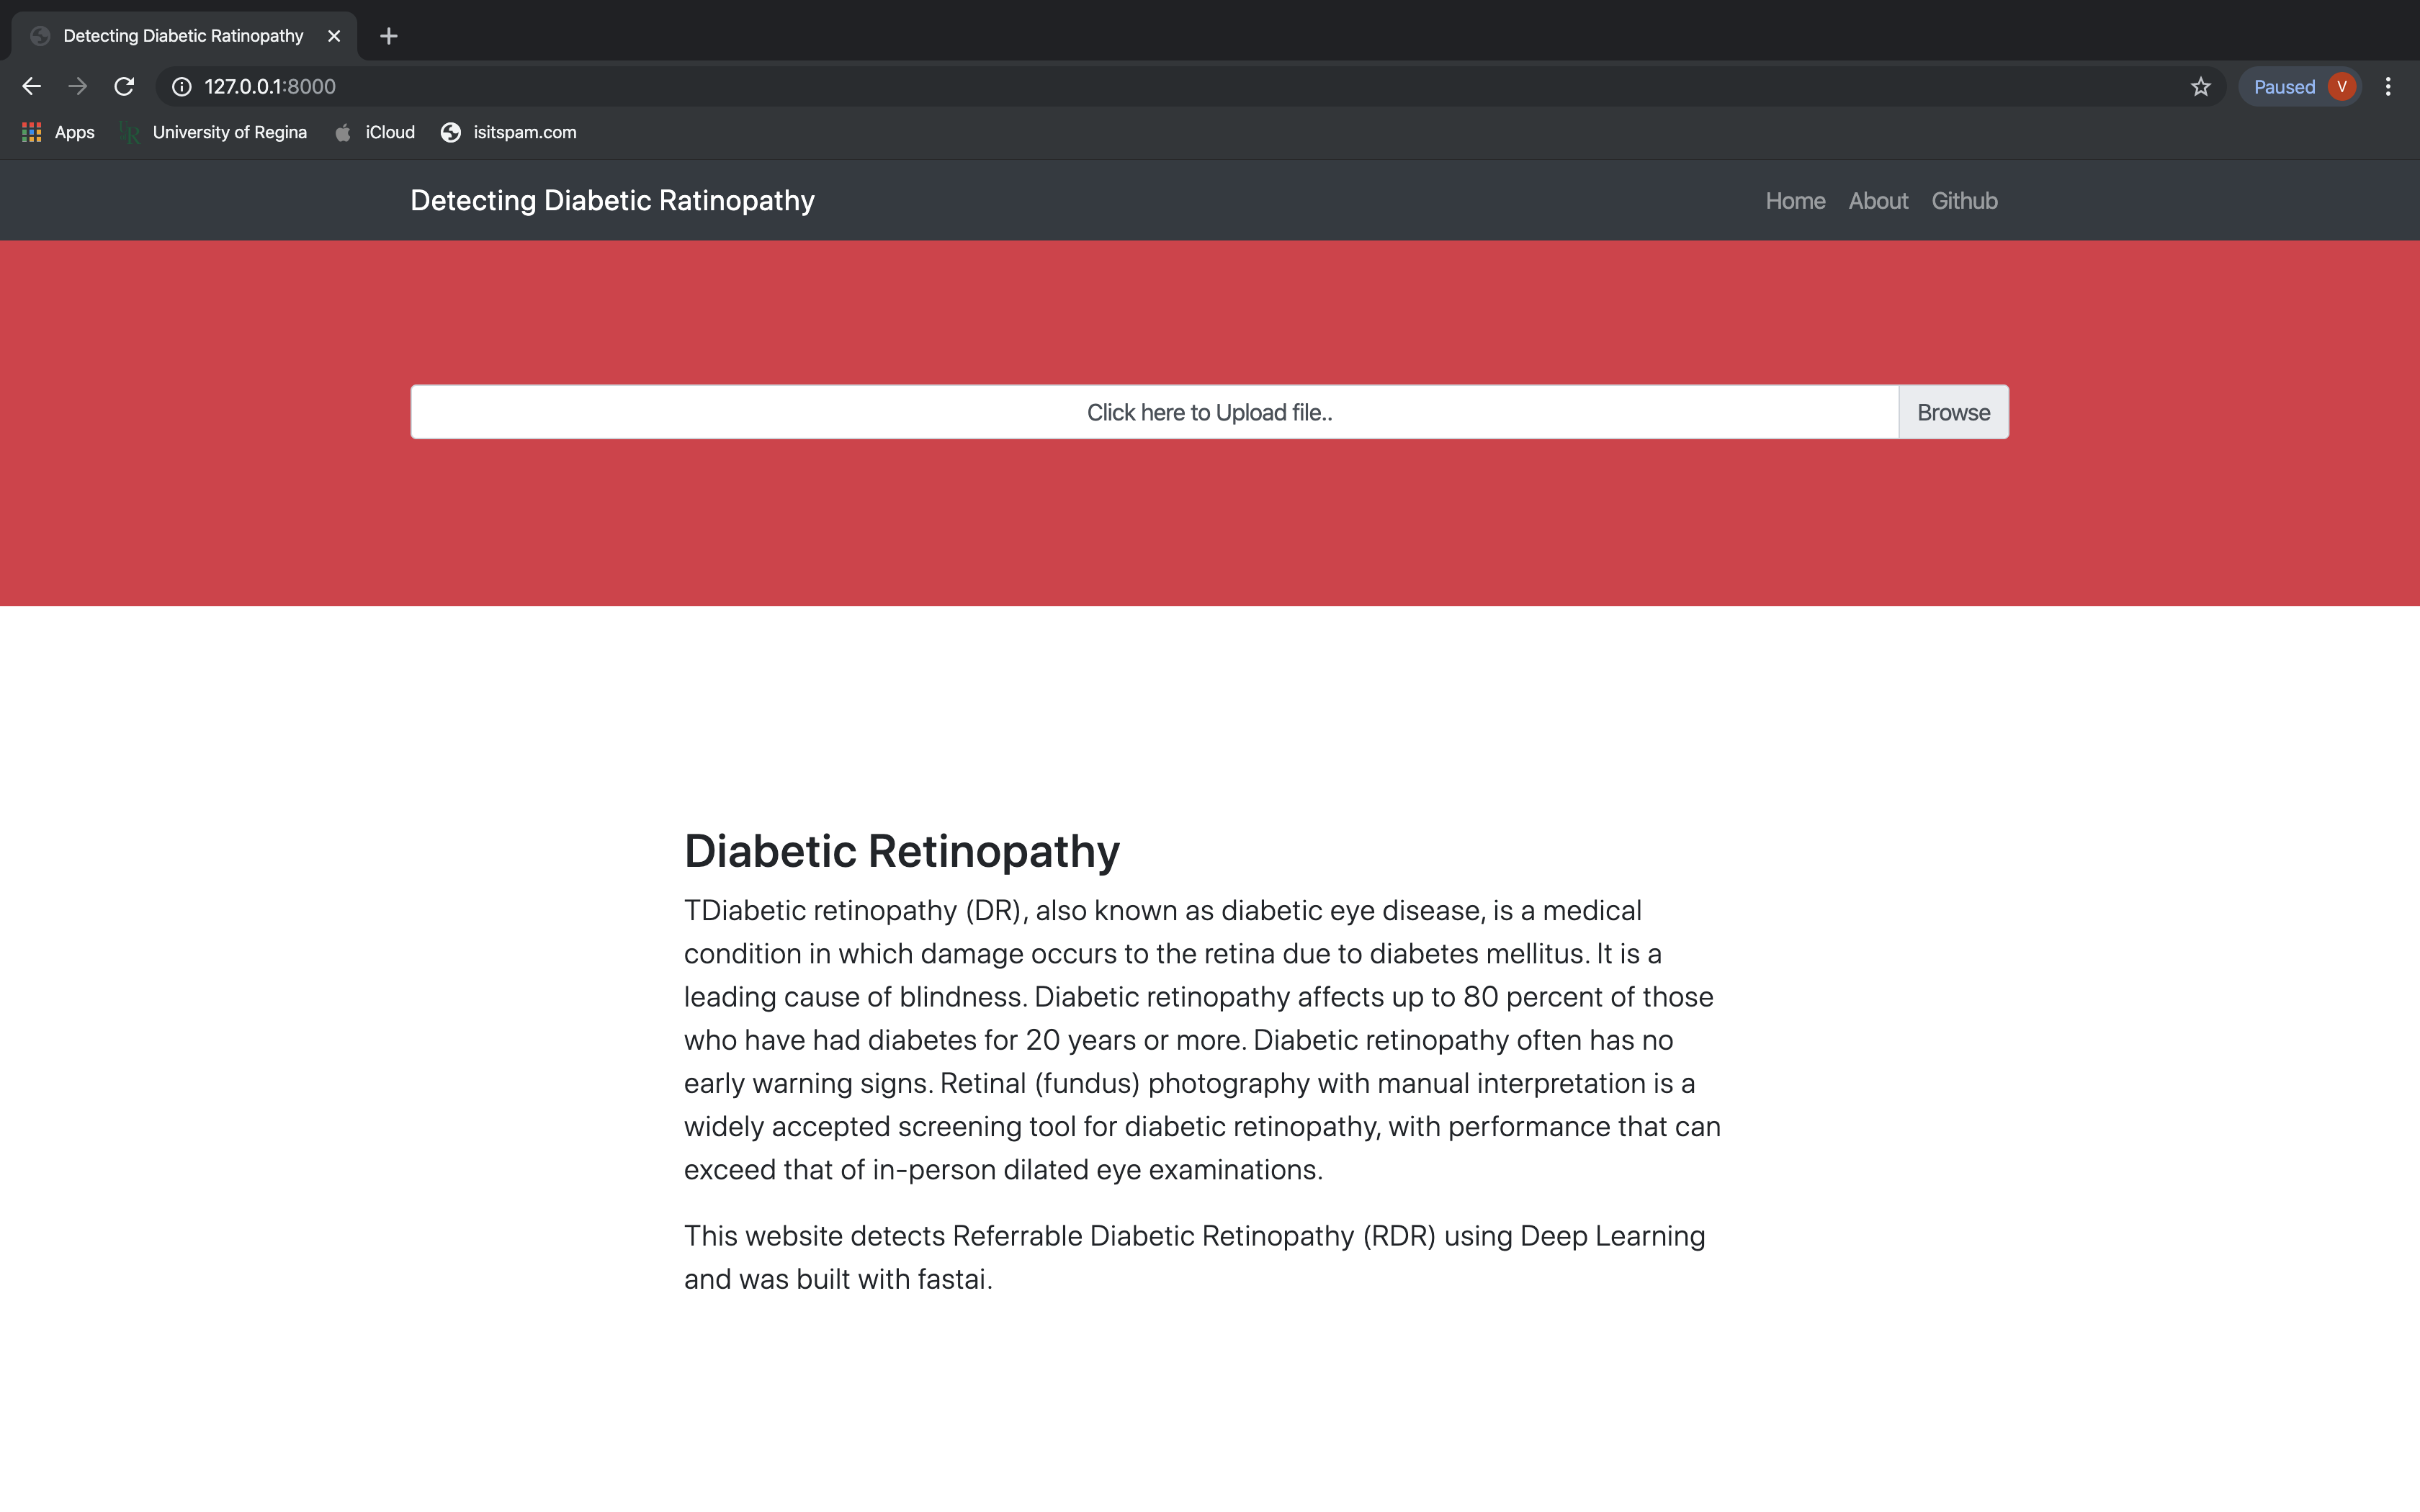 Detecting Diabetic Ratinopathy
127.0.0.1:8000
Paused V
Apps University of Regina iCloud isitspam.com
Detecting Diabetic Ratinopathy Home About Github
Click here to Upload file.. Browse
Diabetic Retinopathy
TDiabetic retinopathy (DR), also known as diabetic eye disease, is a medical
condition in which damage occurs to the retina due to diabetes mellitus. It is a
leading cause of blindness. Diabetic retinopathy affects up to 80 percent of those
who have had diabetes for 20 years or more. Diabetic retinopathy often has no
early warning signs. Retinal (fundus) photography with manual interpretation is a
widely accepted screening tool for diabetic retinopathy, with performance that can
exceed that of in-person dilated eye examinations.
This website detects Referrable Diabetic Retinopathy (RDR) using Deep Learning
and was built with fastai.